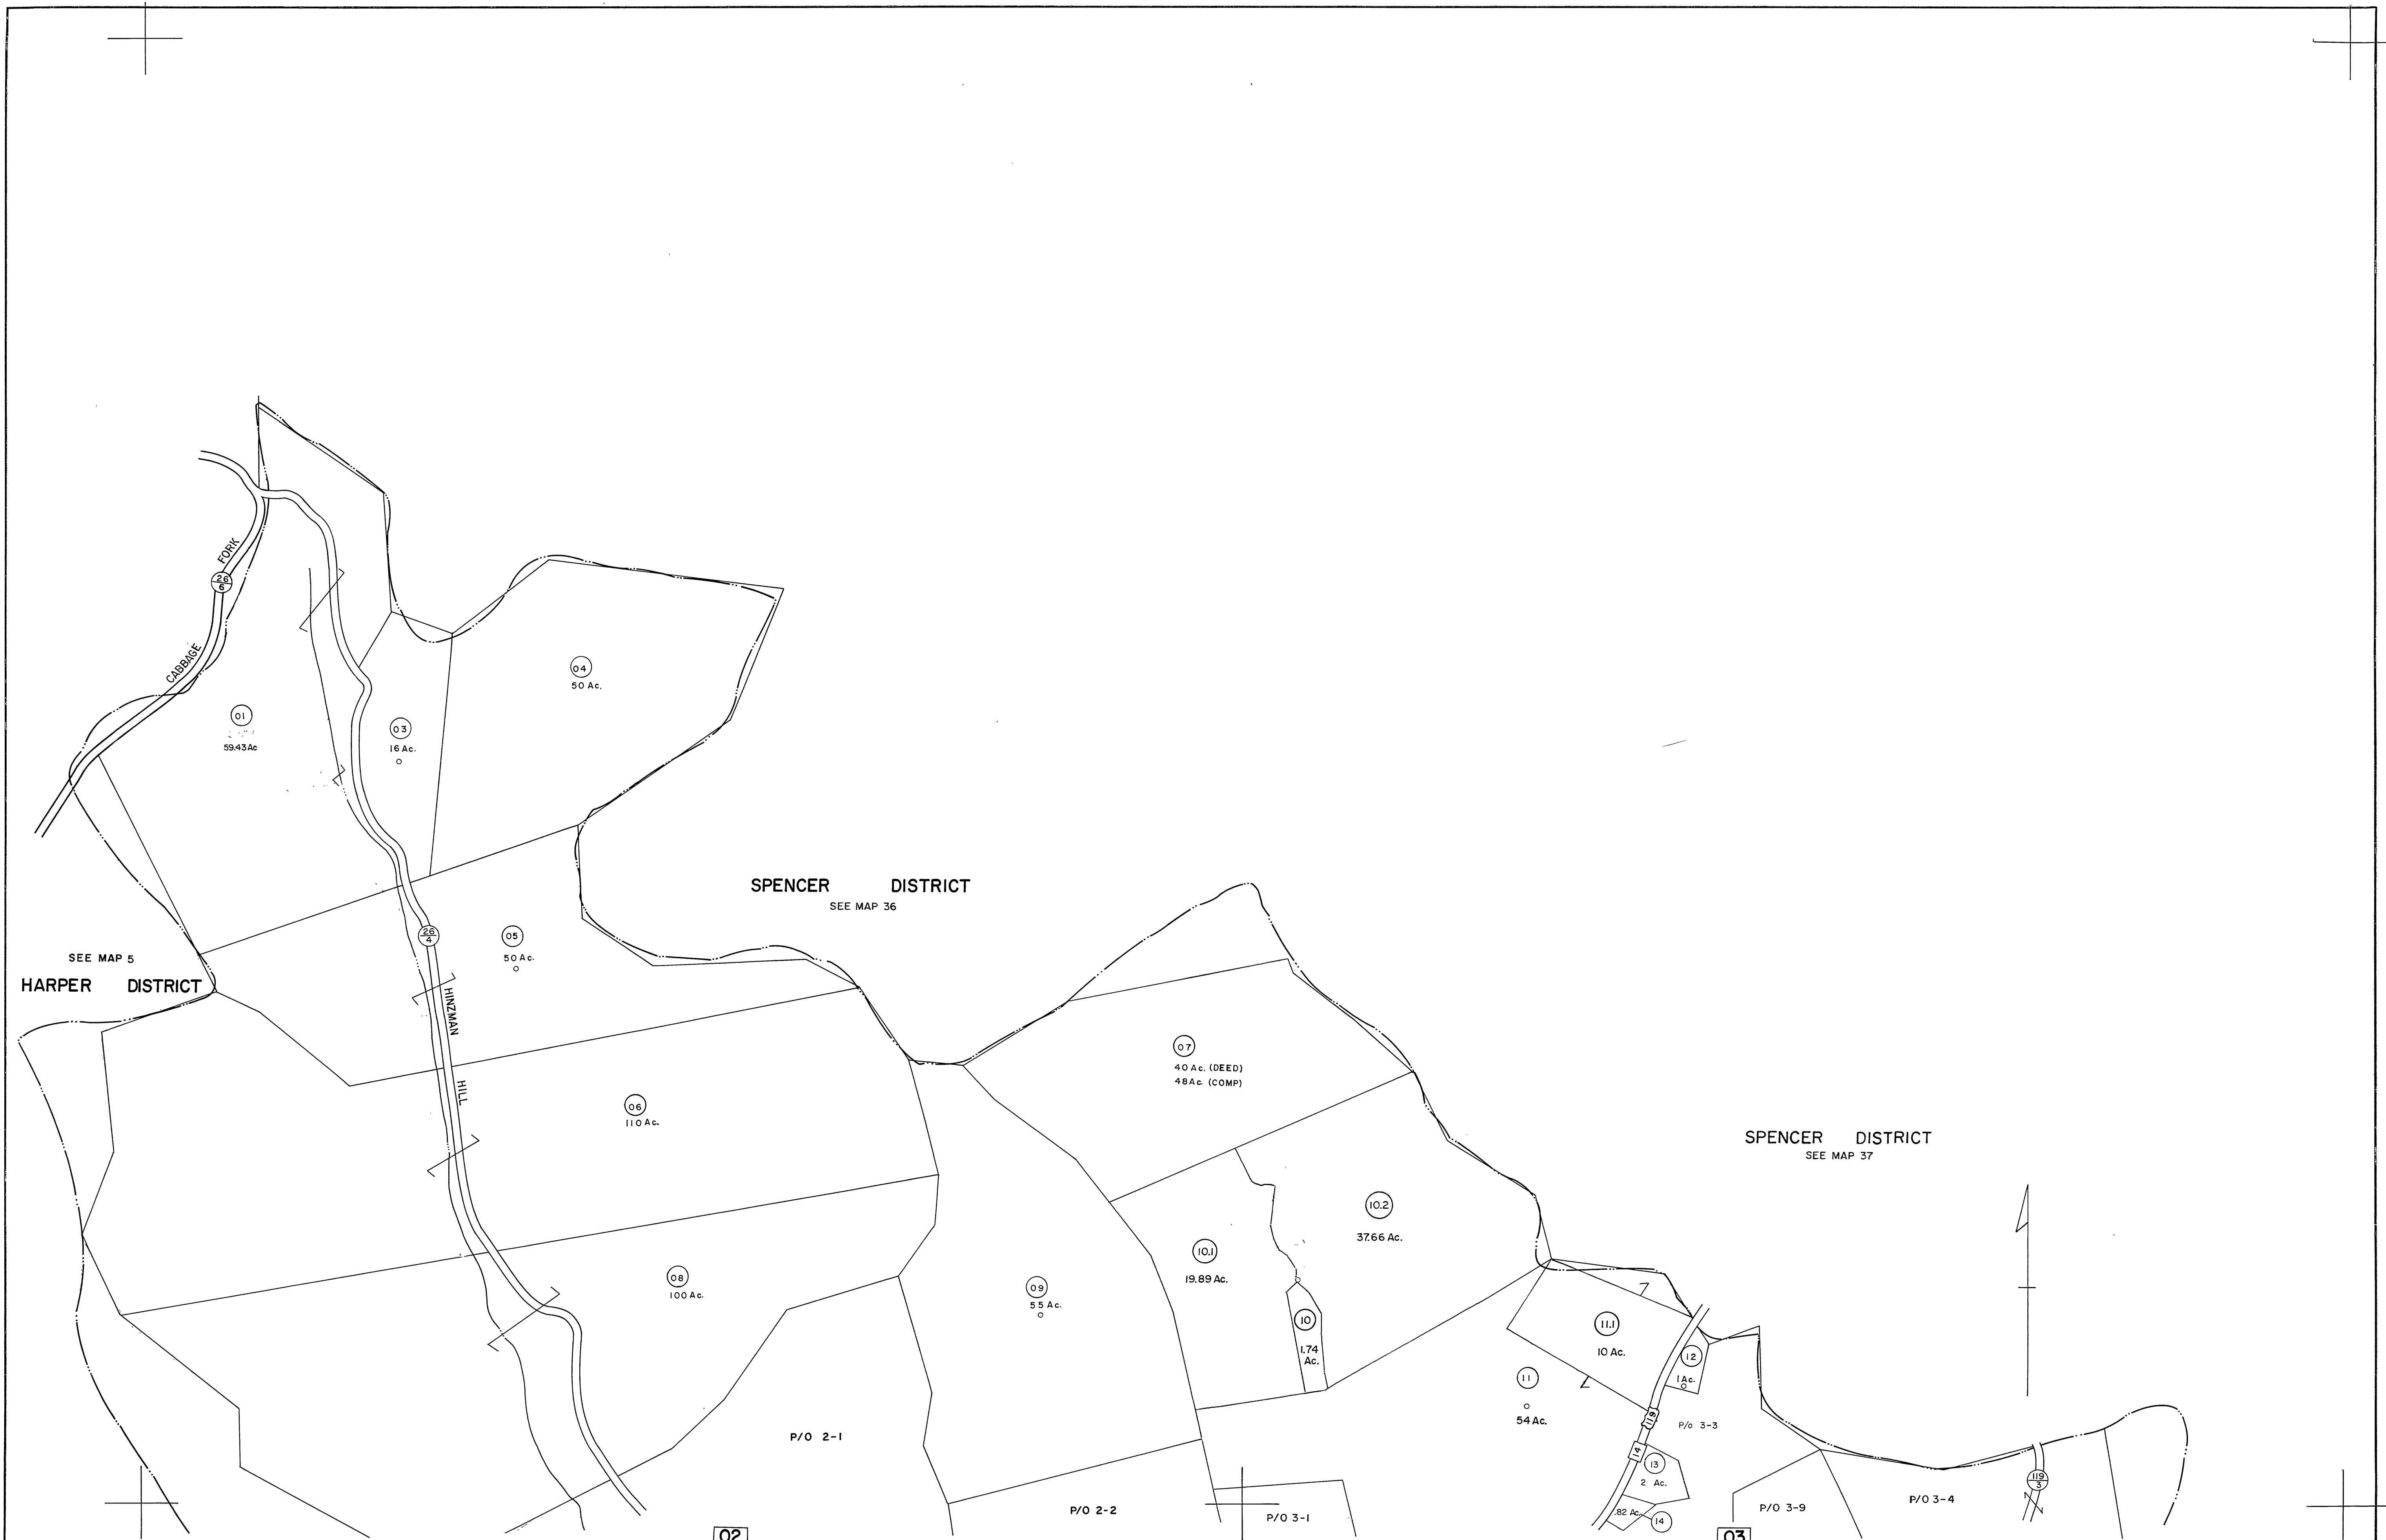 FORK
26
6
CABBAGE
04
50 Ac.
01
59.43 Ac
03
16 Ac.
SPENCER DISTRICT
SEE MAP 36
26
4
05
50 Ac.
SEE MAP 5
HARPER DISTRICT
HINZMAN
HILL
07
40 Ac. (DEED)
48 Ac. (COMP)
06
110 Ac.
SPENCER DISTRICT
SEE MAP 37
10.2
37.66 Ac.
10.1
19.89 Ac.
08
100 Ac.
09
55 Ac.
10
1.74
Ac.
11.1
10 Ac.
12
1 Ac.
11
54 Ac.
119
P/O 3-3
14
P/O 2-1
13
2 Ac.
119
3
P/O 2-2
P/O 3-1
.82 Ac.
14
P/O 3-9
P/O 3-4
02
03